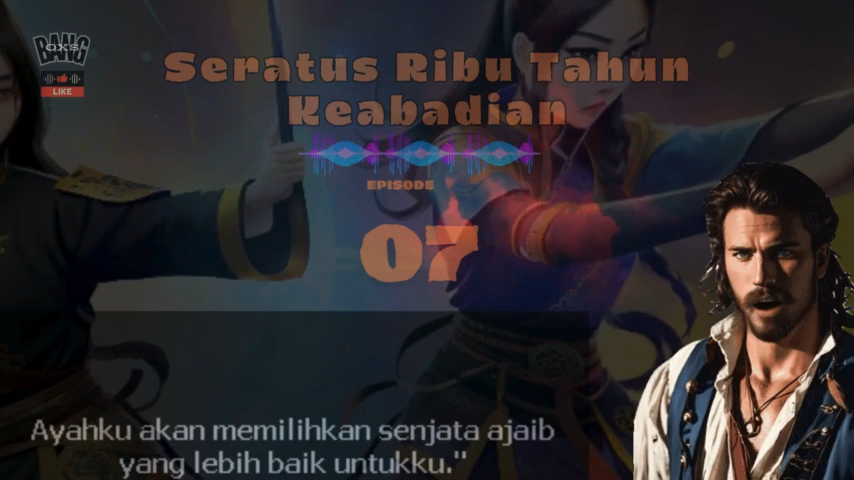 BANG
OXS
LIKE
Seratus Ribu Tahun
Keabadian
EPISODE
07
Ayahku akan memilihkan senjata ajaib
yang lebih baik untukku."